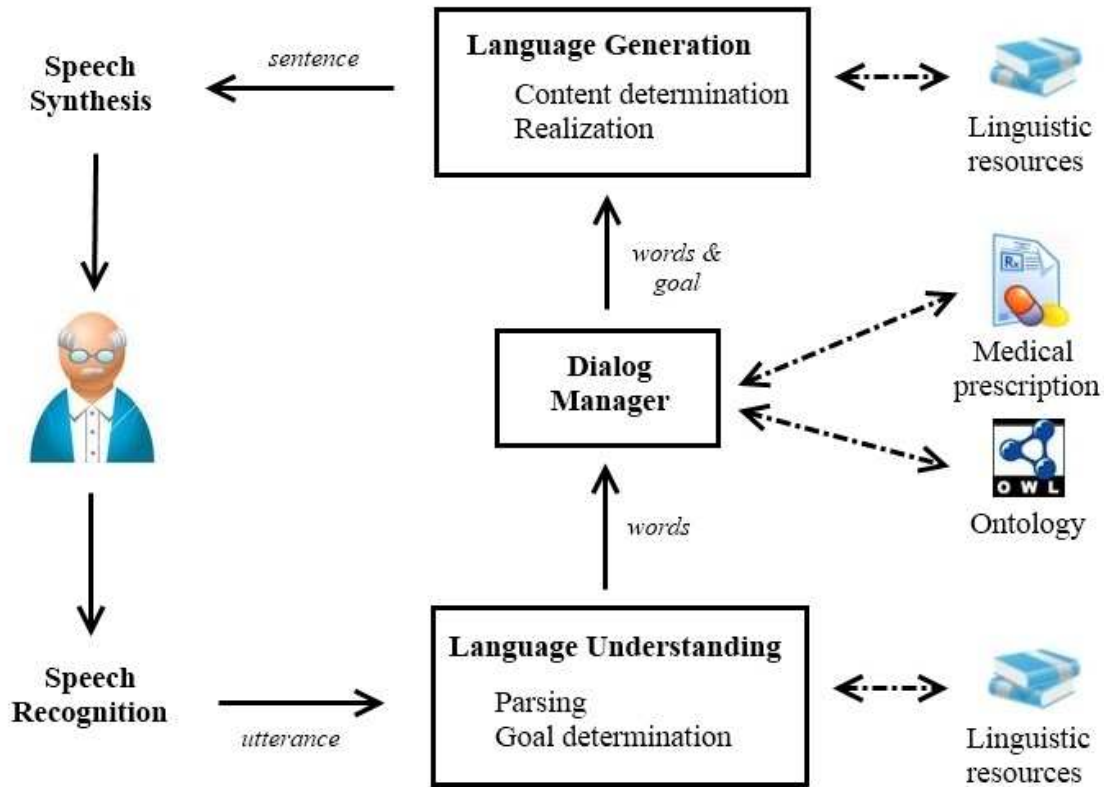 Speech
Synthesis
sentence
Language Generation
Content determination
Realization
Linguistic
resources
words &
goal
Rx
Medical
prescription
Dialog
Manager
OWL
Ontology
words
Speech
Recognition
utterance
Language Understanding
Parsing
Goal determination
Linguistic
resources